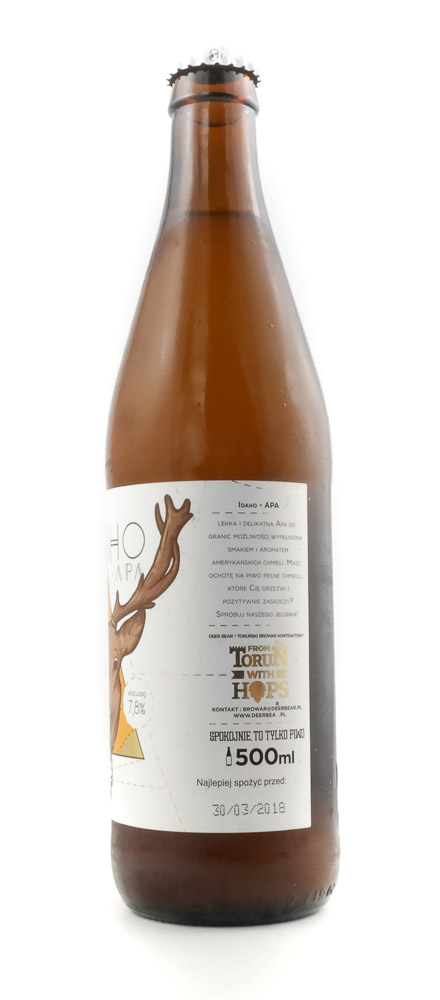 HO
APA
Idaho - APA
LEKKA I DELIKATNA APA DO
GRANIC MOŻLIWOŚCI WYPEŁNIONA
SMAKIEM I AROMATEM
AMERYKAŃSKICH CHMIELI. MASZ
OCHOTĘ NA PIWO PEŁNE CHMIELU,
KTÓRE CIĘ ORZEŹWI I
POZYTYWNIE ZASKOCZY?
SPRÓBUJ NASZEGO JELONKA!
DEER BEAR - TORUŃSKI BROWAR KONTRAKTOWY
FROM
TORUŃ
WITH
HOPS
KONTAKT : BROWAR@DEERBEAR.PL
WWW.DEERBEA .PL
SPOKOJNIE, TO TYLKO PIWO
500ml
7,8%
Najlepiej spożyć przed:
30/03/2018